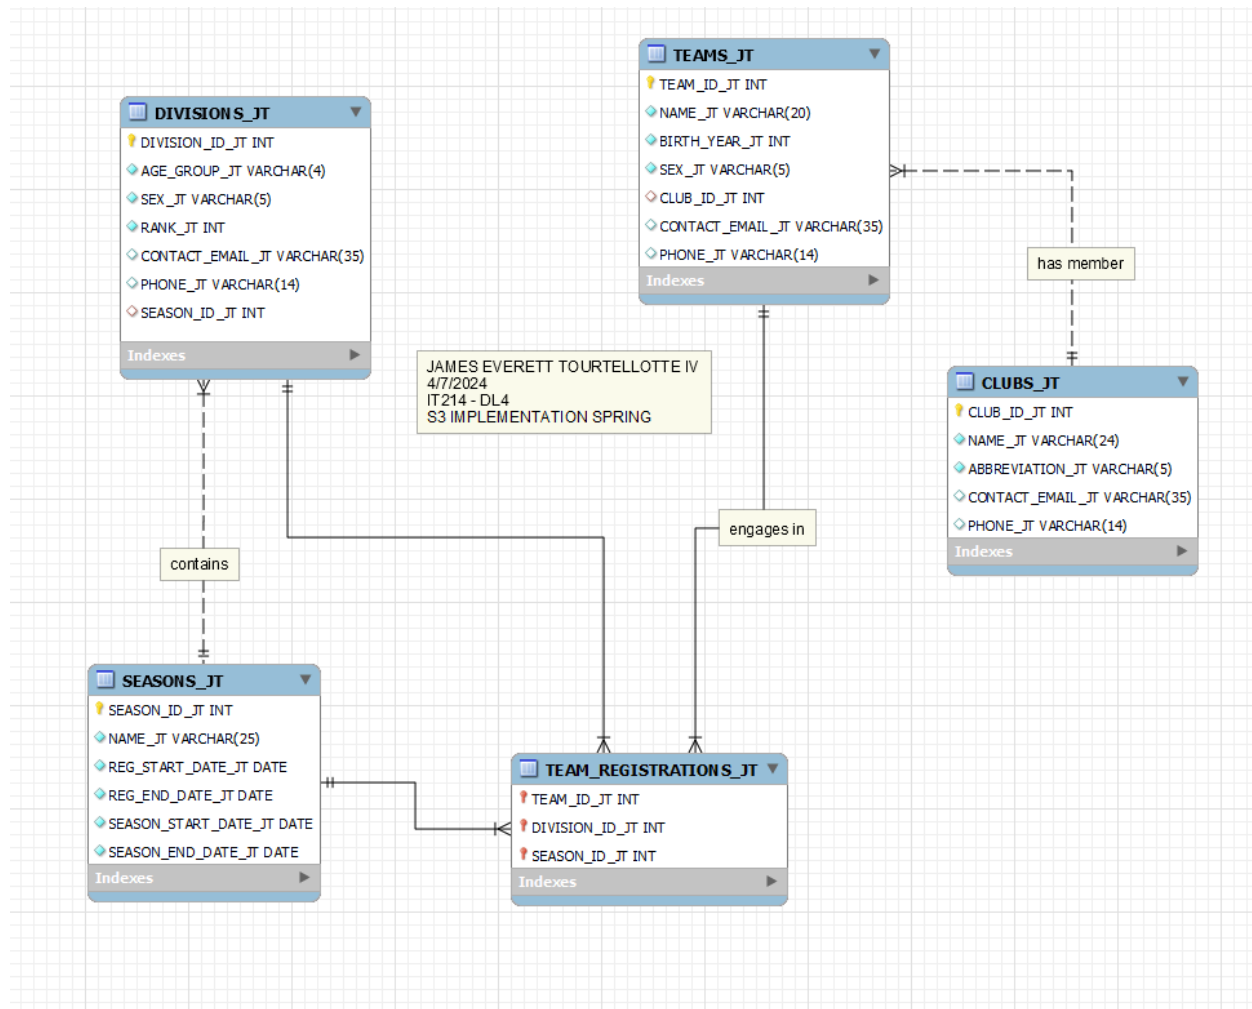 DIVISIONS_JT
DIVISION_ID_JT INT
AGE_GROUP_JT VARCHAR(4)
SEX_JT VARCHAR(5)
RANK_JT INT
CONTACT_EMAIL_JT VARCHAR(35)
PHONE_JT VARCHAR(14)
SEASON_ID_JT INT
Indexes
TEAMS_JT
TEAM_ID_JT INT
NAME_JT VARCHAR(20)
BIRTH_YEAR_JT INT
SEX_JT VARCHAR(5)
CLUB_ID_JT INT
CONTACT_EMAIL_JT VARCHAR(35)
PHONE_JT VARCHAR(14)
Indexes
has member
JAMES EVERETT TOURTELLOTTE IV
4/7/2024
IT214 - DL4
S3 IMPLEMENTATION SPRING
CLUBS_JT
CLUB_ID_JT INT
NAME_JT VARCHAR(24)
ABBREVIATION_JT VARCHAR(5)
CONTACT_EMAIL_JT VARCHAR(35)
PHONE_JT VARCHAR(14)
Indexes
engages in
contains
SEASONS_JT
SEASON_ID_JT INT
NAME_JT VARCHAR(25)
REG_START_DATE_JT DATE
REG_END_DATE_JT DATE
SEASON_START_DATE_JT DATE
SEASON_END_DATE_JT DATE
Indexes
TEAM_REGISTRATIONS_JT
TEAM_ID_JT INT
DIVISION_ID_JT INT
SEASON_ID_JT INT
Indexes